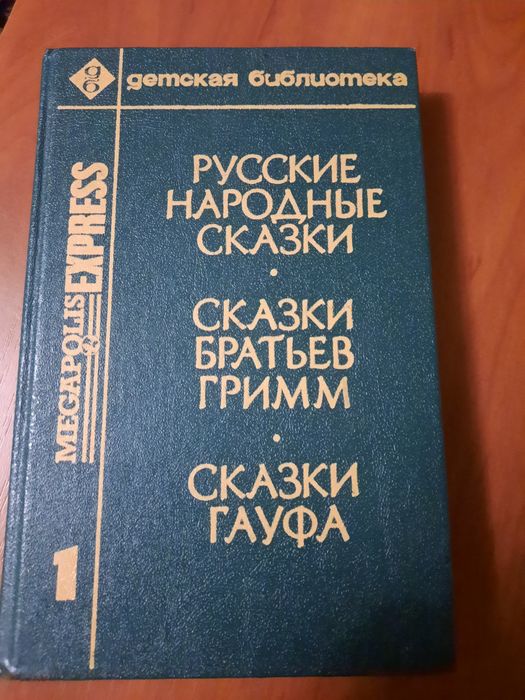 детская библиотека
РУССКИЕ
НАРОДНЫЕ
СКАЗКИ
·
СКАЗКИ
БРАТЬЕВ
ГРИММ
·
СКАЗКИ
ГАУФА
MEGAPOLIS
EXPRESS
1